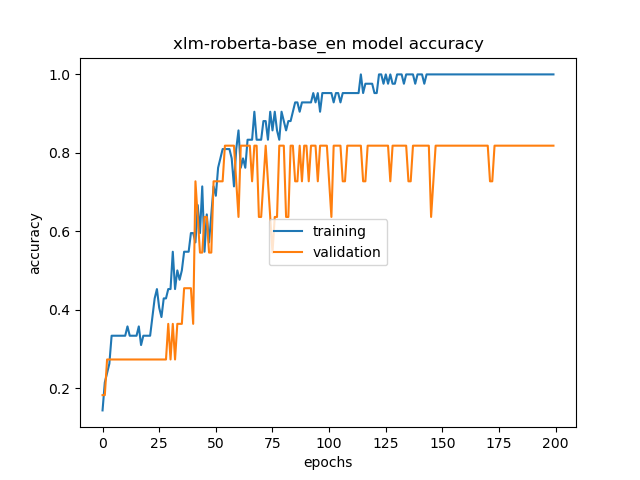 xlm-roberta-base_en model accuracy
1.0
0.8
0.6
0.4
0.2
accuracy
training
validation
0 25 50 75 100 125 150 175 200
epochs